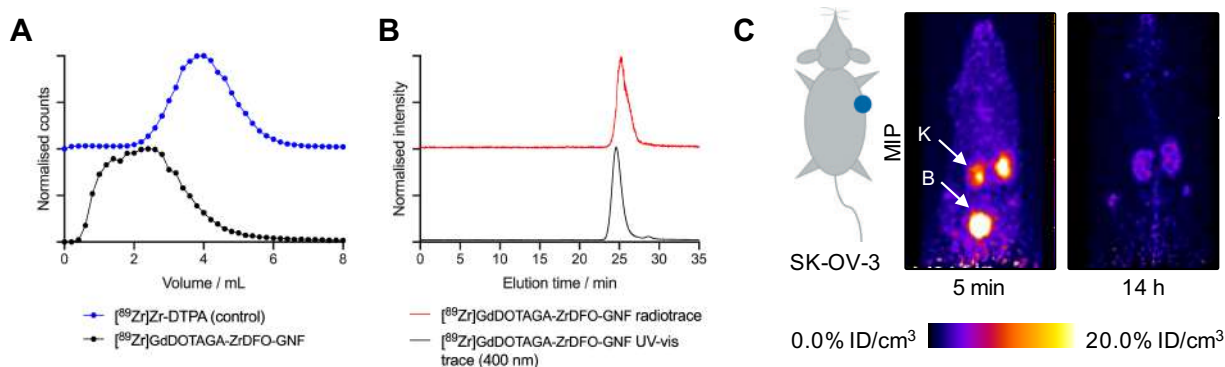 A
B
C
Normalised counts
0
2
4
6
8
Volume / mL
[⁸⁹Zr]Zr-DTPA (control)
[⁸⁹Zr]GdDOTAGA-ZrDFO-GNF
Normalised intensity
0
5
10
15
20
25
30
35
Elution time / min
[⁸⁹Zr]GdDOTAGA-ZrDFO-GNF radiotrace
[⁸⁹Zr]GdDOTAGA-ZrDFO-GNF UV-vis
trace (400 nm)
SK-OV-3
MIP
K
B
5 min
14 h
0.0% ID/cm³
20.0% ID/cm³